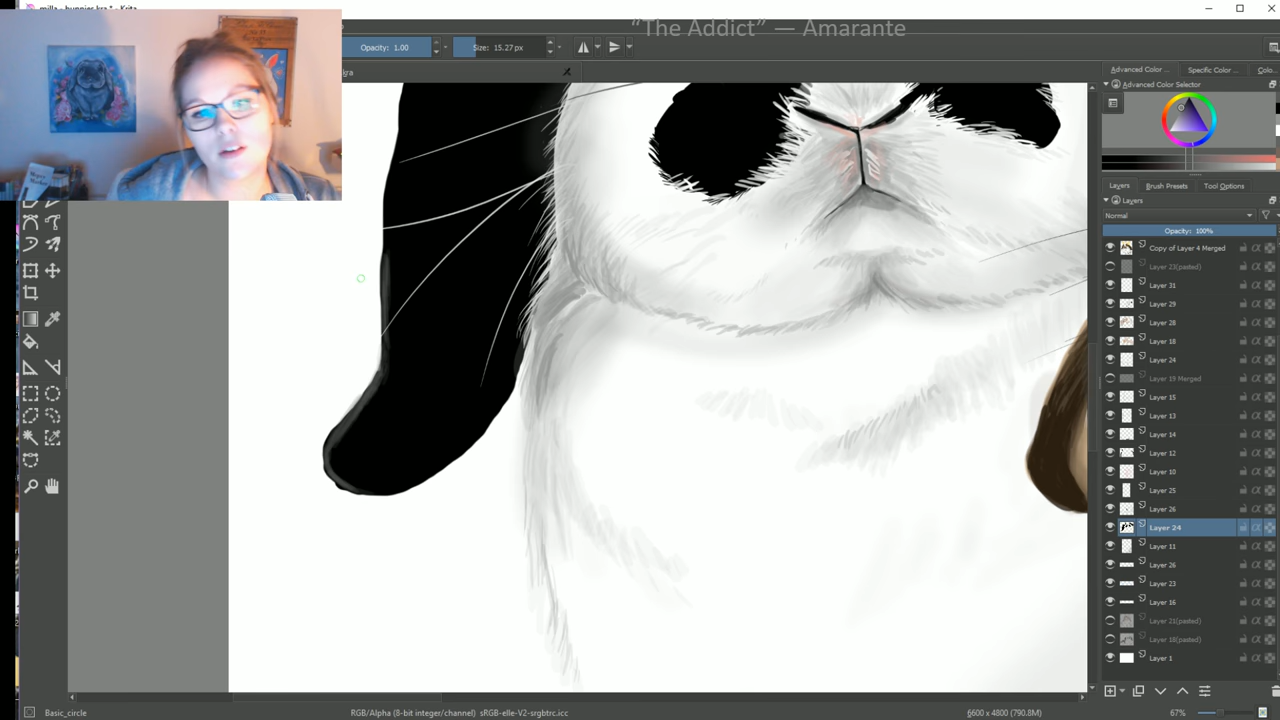 milla - bunnies.kra * - Krita
"The Addict" — Amarante
Opacity: 1.00
Size: 15.27 px
kra
Advanced Color ...
Specific Color ...
Colo...
Advanced Color Selector
Layers
Brush Presets
Tool Options
Layers
Normal
Opacity: 100%
Copy of Layer 4 Merged
Layer 23(pasted)
Layer 31
Layer 29
Layer 28
Layer 18
Layer 24
Layer 19 Merged
Layer 15
Layer 13
Layer 14
Layer 12
Layer 10
Layer 25
Layer 26
Layer 24
Layer 11
Layer 26
Layer 23
Layer 16
Layer 21(pasted)
Layer 18(pasted)
Layer 1
Basic_circle
RGB/Alpha (8-bit integer/channel) sRGB-elle-V2-srgbtrc.icc
6600 x 4800 (790.8M)
67%